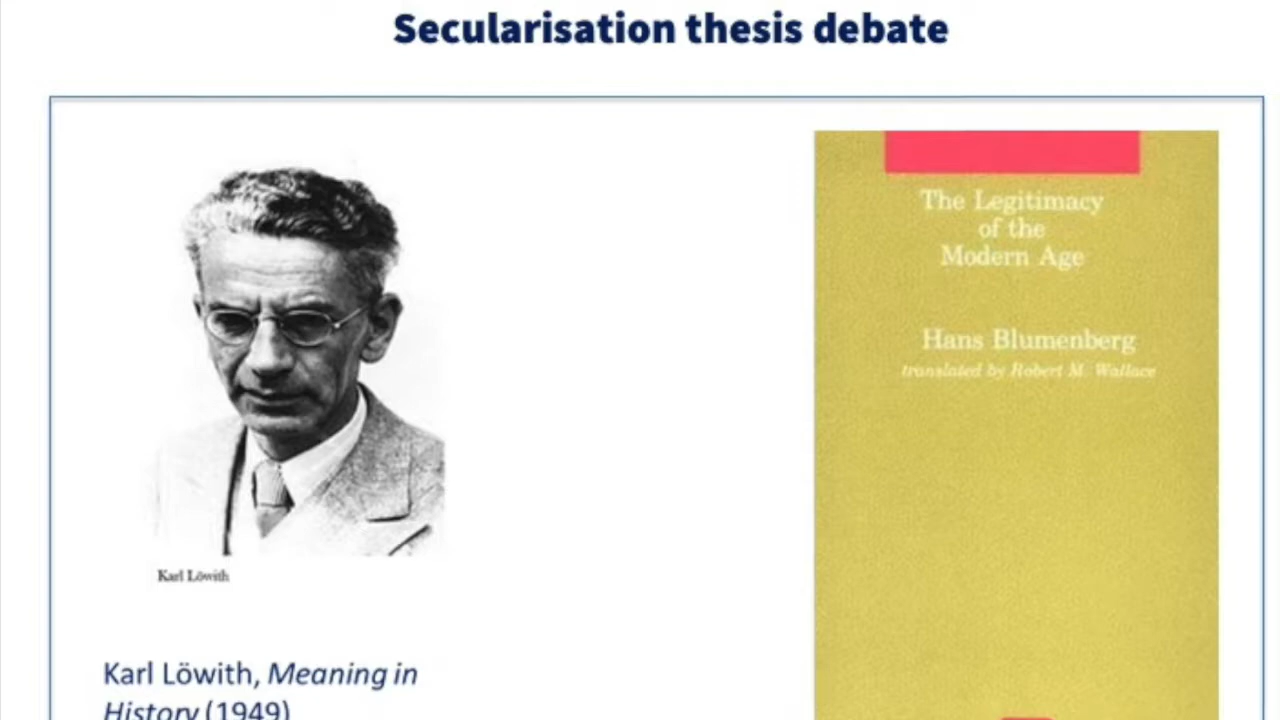 Secularisation thesis debate
The Legitimacy
of the
Modern Age
Hans Blumenberg
translated by Robert M. Wallace
Karl Löwith
Karl Löwith, Meaning in
History (1949)